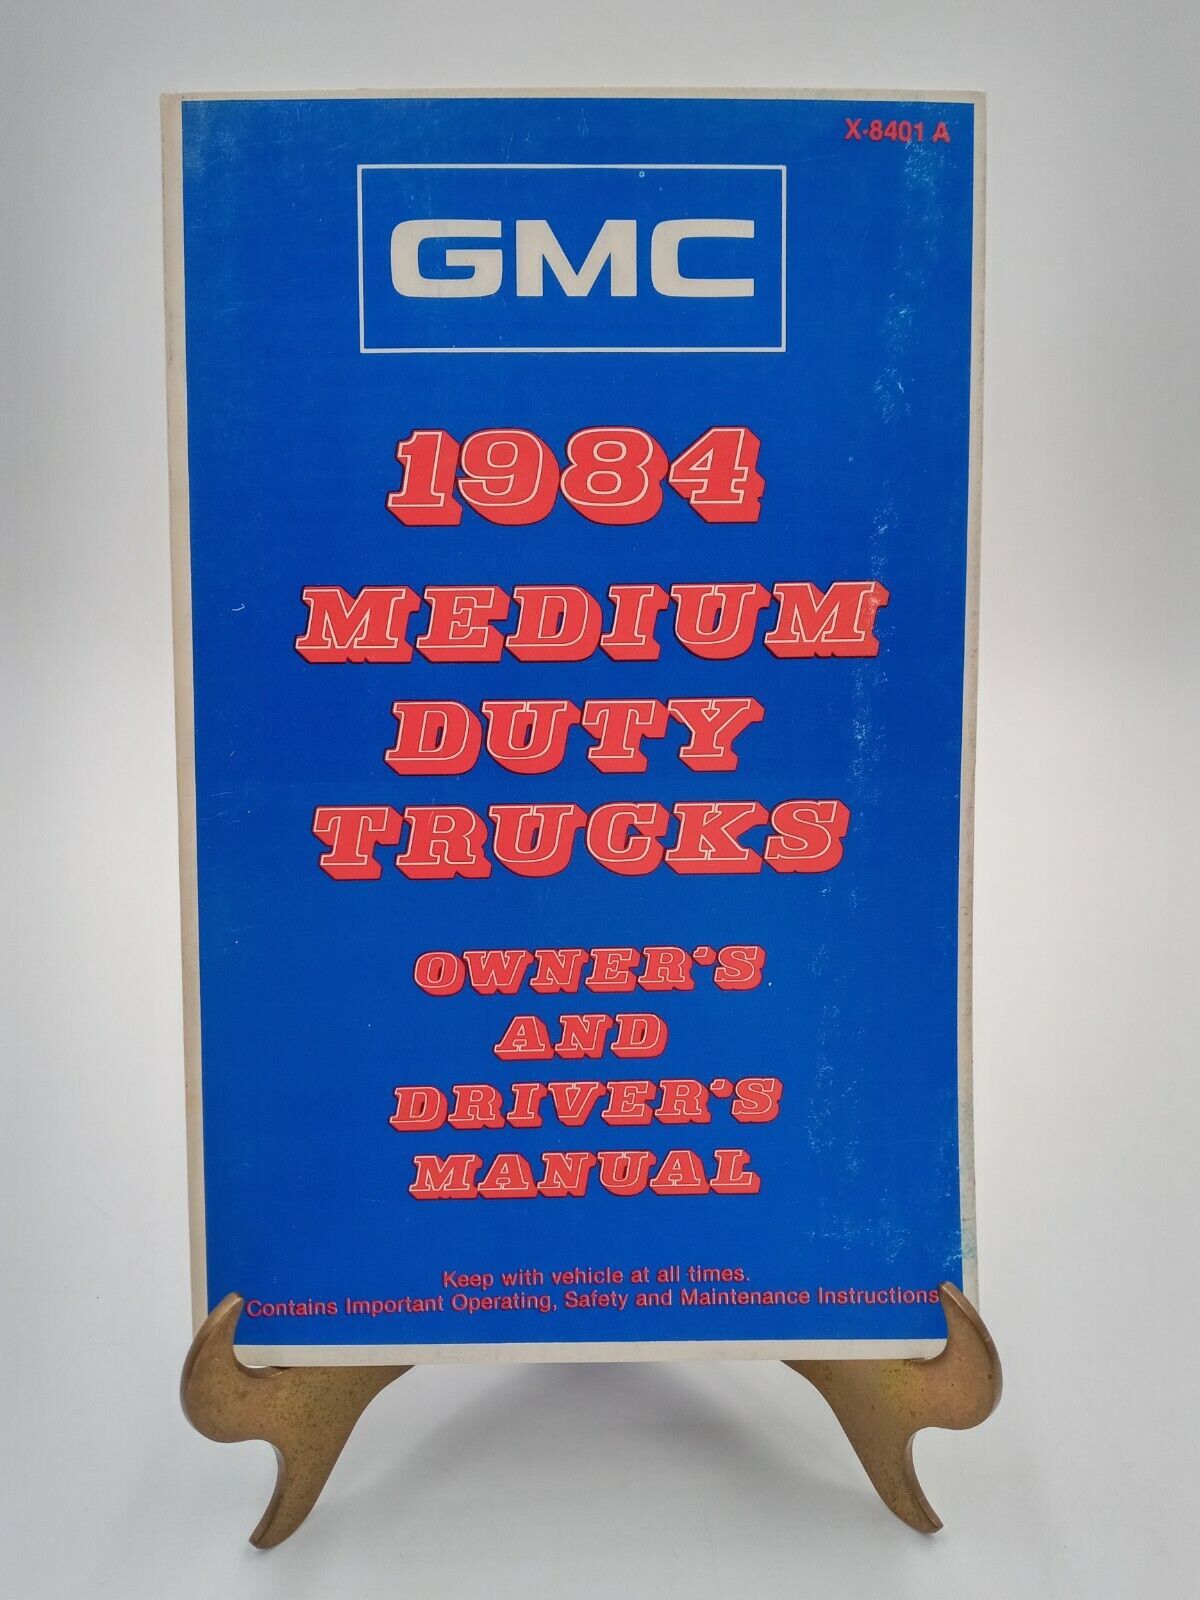 X-8401 A
GMC
1984
MEDIUM
DUTY
TRUCKS
OWNER'S
AND
DRIVER'S
MANUAL
Keep with vehicle at all times.
Contains Important Operating, Safety and Maintenance Instructions